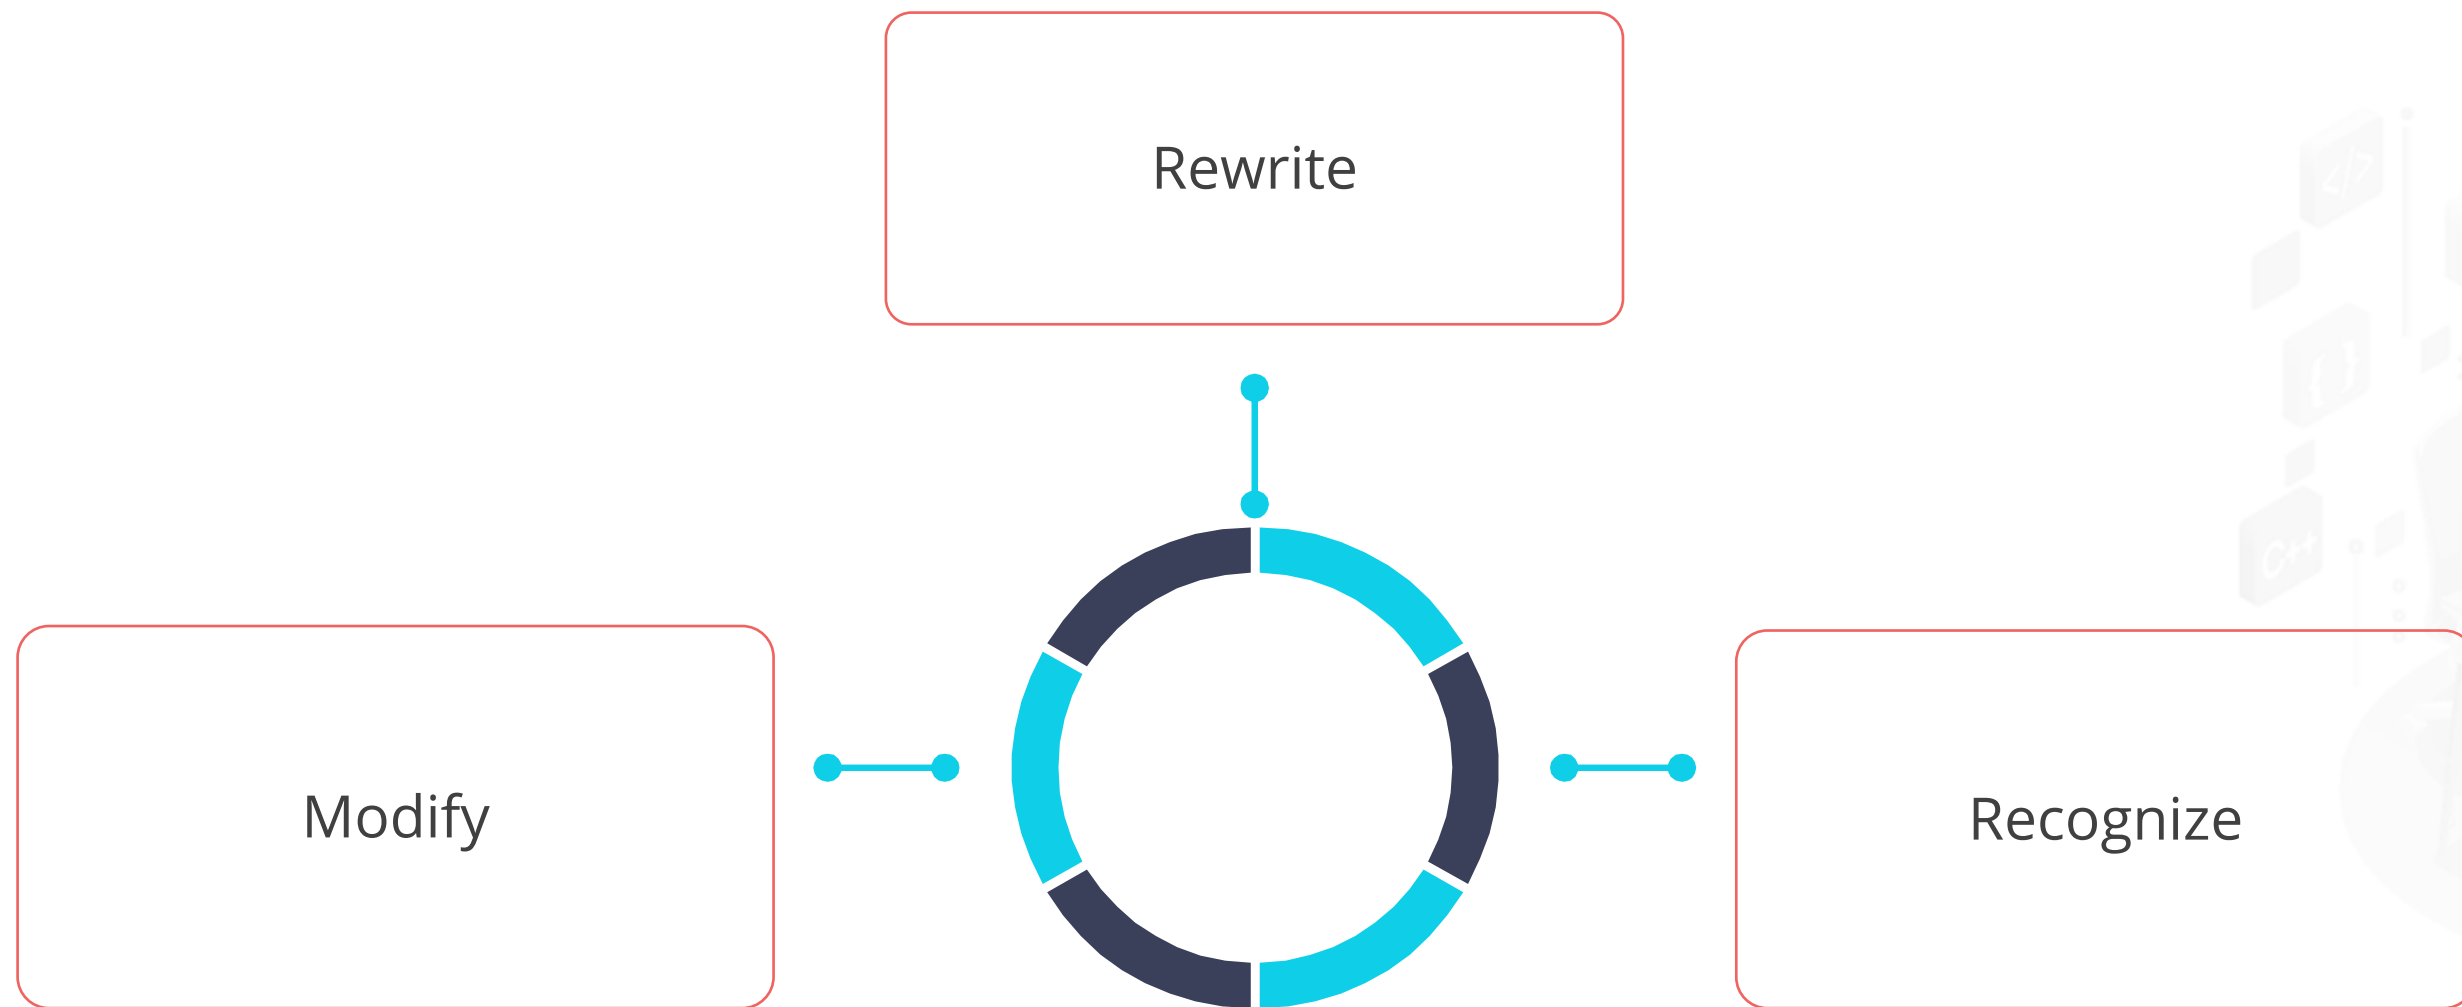 Rewrite
</>
{ }
C++
Modify
Recognize